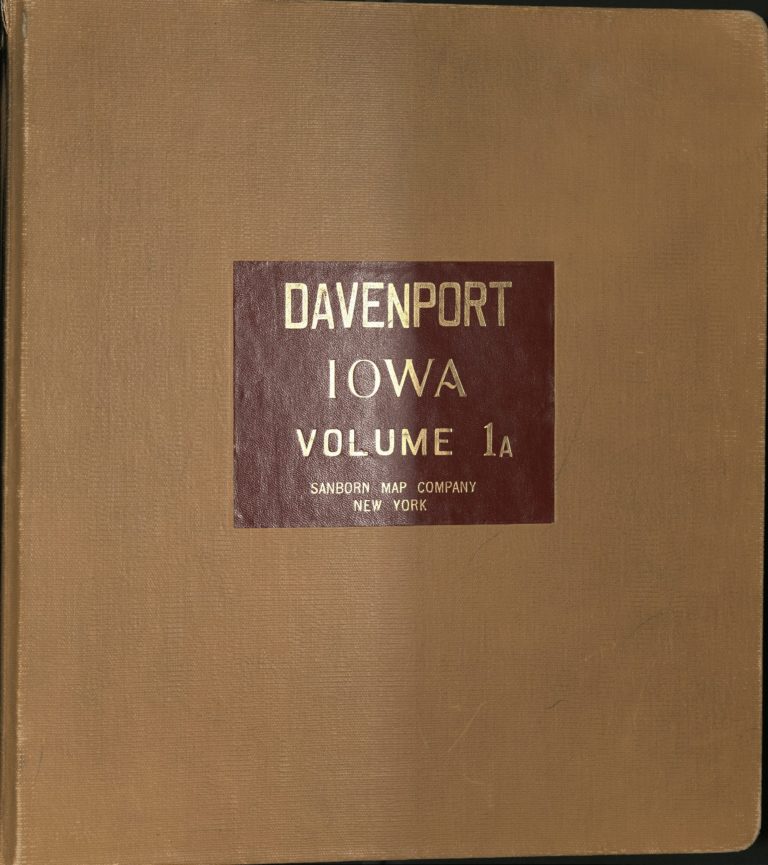 DAVENPORT
IOWA
VOLUME 1A
SANBORN MAP COMPANY
NEW YORK